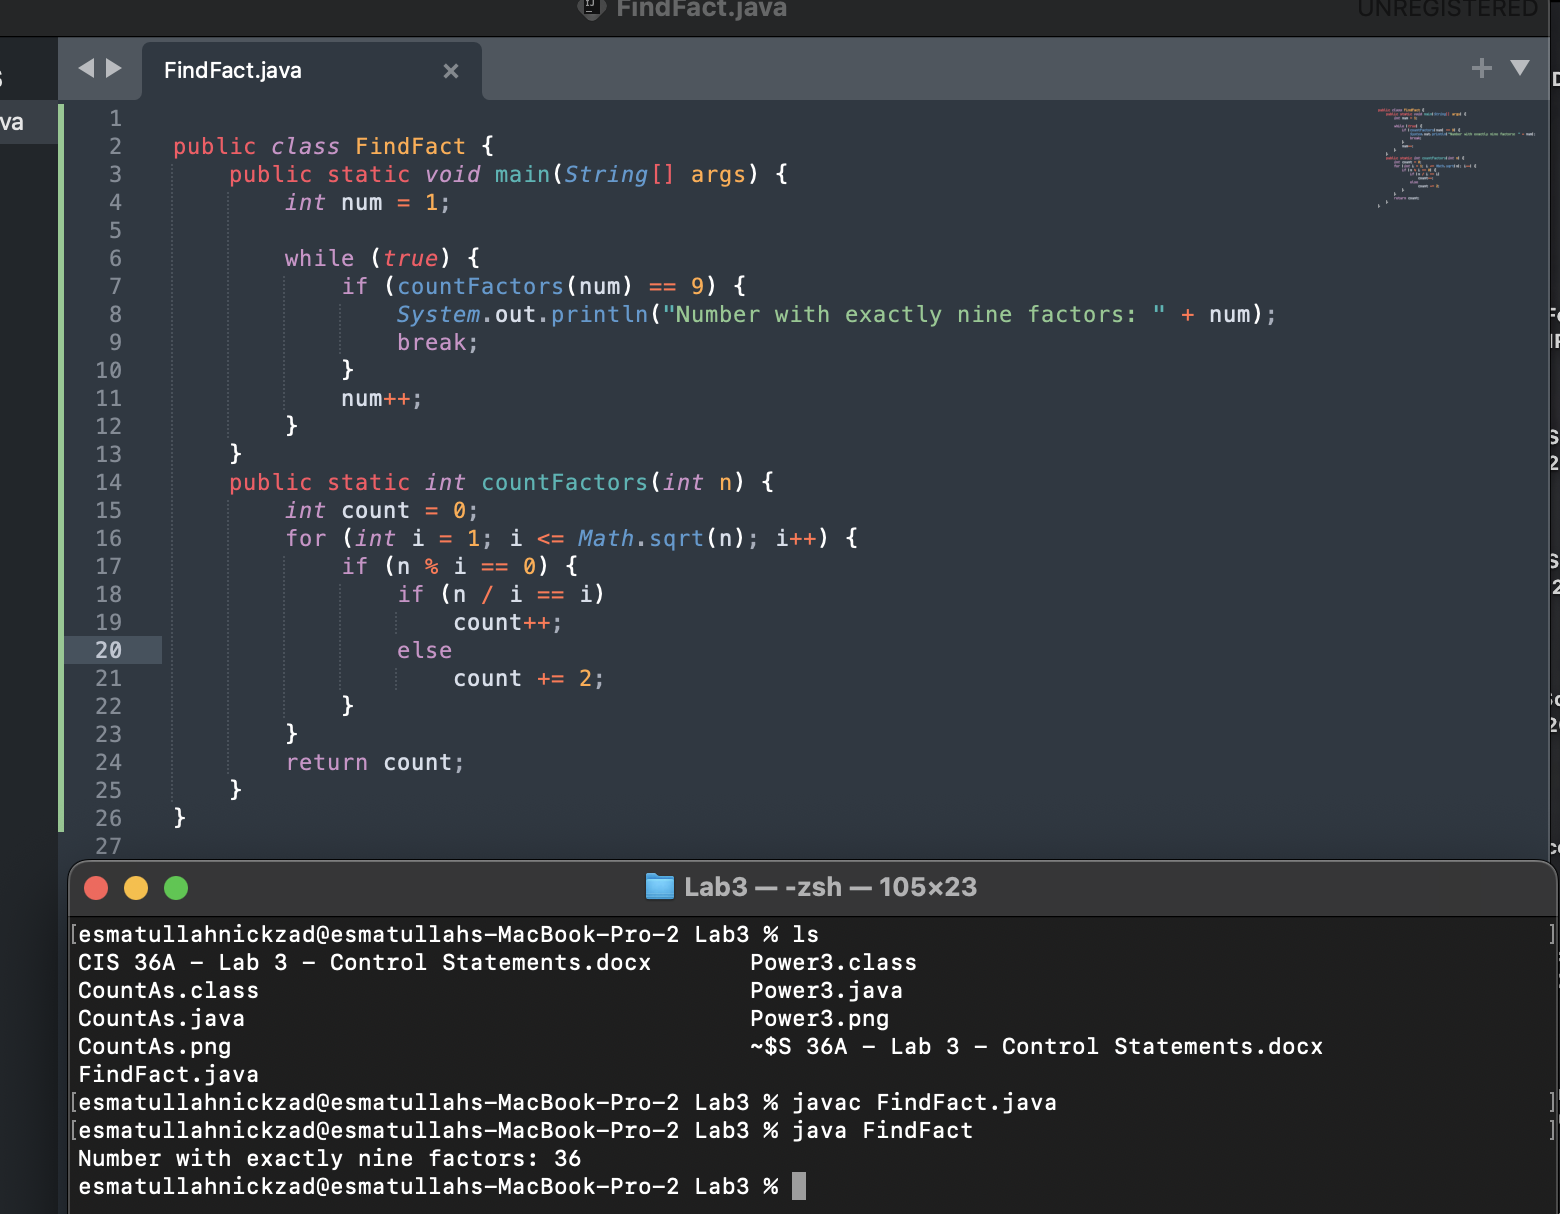 FindFact.java
UNREGISTERED
FindFact.java ×
va
1
2 public class FindFact {
3     public static void main(String[] args) {
4         int num = 1;
5
6         while (true) {
7             if (countFactors(num) == 9) {
8                 System.out.println("Number with exactly nine factors: " + num);
9                 break;
10             }
11             num++;
12         }
13     }
14     public static int countFactors(int n) {
15         int count = 0;
16         for (int i = 1; i <= Math.sqrt(n); i++) {
17             if (n % i == 0) {
18                 if (n / i == i)
19                     count++;
20                 else
21                     count += 2;
22             }
23         }
24         return count;
25     }
26 }
27
Lab3 — -zsh — 105×23
[esmatullahnickzad@esmatullahs-MacBook-Pro-2 Lab3 % ls ]
CIS 36A - Lab 3 - Control Statements.docx Power3.class
CountAs.class Power3.java
CountAs.java Power3.png
CountAs.png ~$S 36A - Lab 3 - Control Statements.docx
FindFact.java
[esmatullahnickzad@esmatullahs-MacBook-Pro-2 Lab3 % javac FindFact.java ]
[esmatullahnickzad@esmatullahs-MacBook-Pro-2 Lab3 % java FindFact ]
Number with exactly nine factors: 36
esmatullahnickzad@esmatullahs-MacBook-Pro-2 Lab3 %